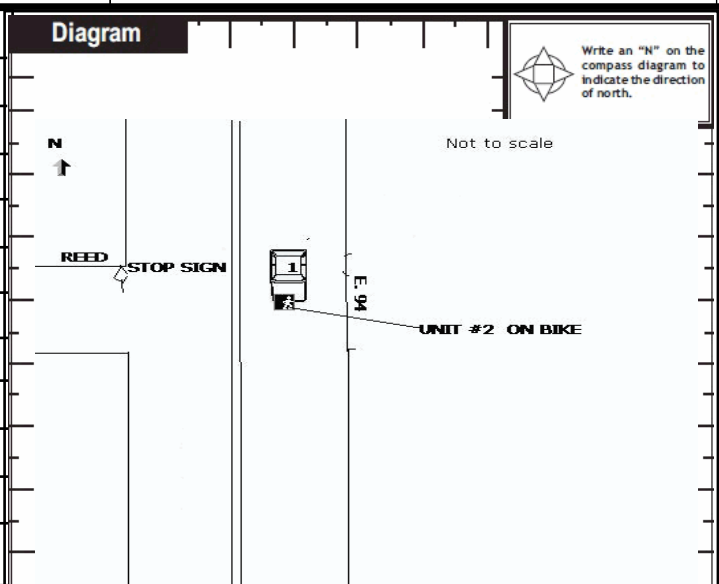 Diagram
Write an "N" on the
compass diagram to
indicate the direction
of north.
N
Not to scale
REED
STOP SIGN
1
E. 94
UNIT #2 ON BIKE